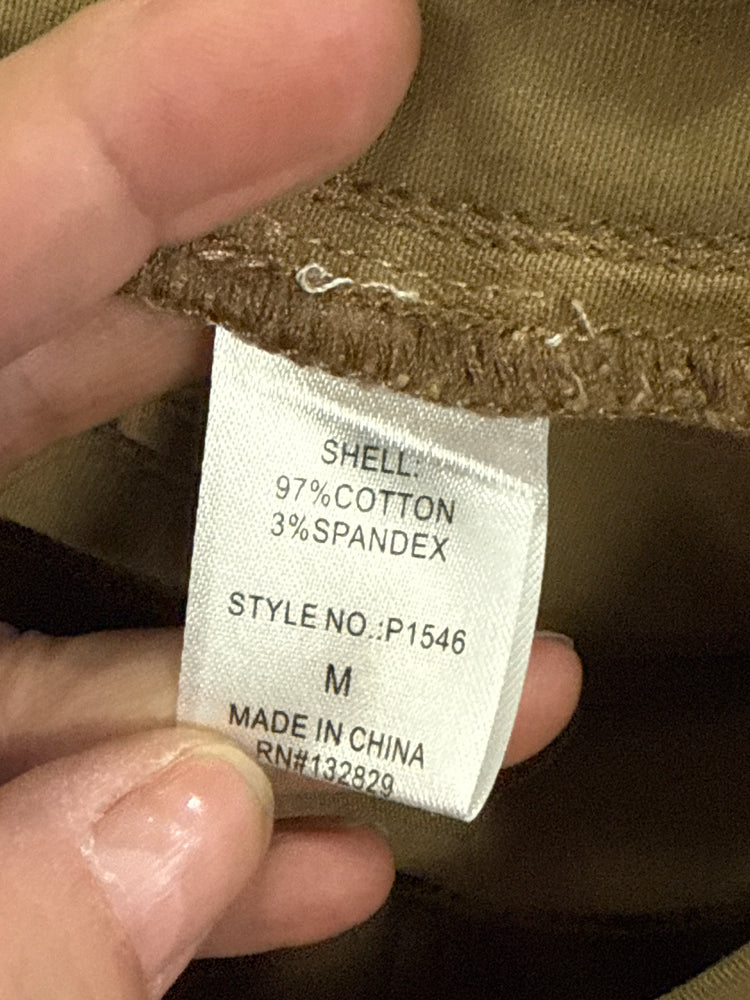 SHELL:
97%COTTON
3%SPANDEX
STYLE NO.:P1546
M
MADE IN CHINA
RN#132829